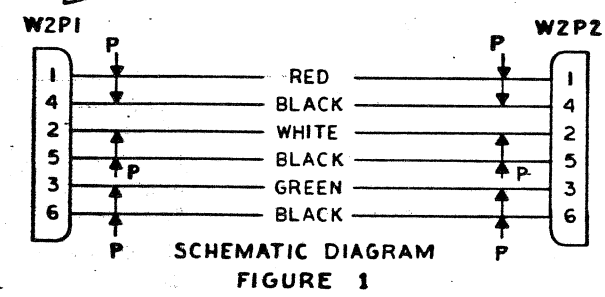 W2P1 W2P2
P P
1 RED 1
4 BLACK 4
2 WHITE 2
5 BLACK 5
P P
3 GREEN 3
6 BLACK 6
P P
SCHEMATIC DIAGRAM
FIGURE 1